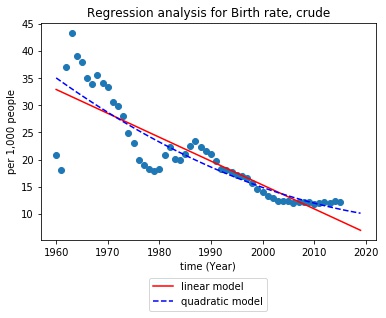 Regression analysis for Birth rate, crude
45
40
35
30
25
20
15
10
per 1,000 people
1960 1970 1980 1990 2000 2010 2020
time (Year)
linear model
quadratic model